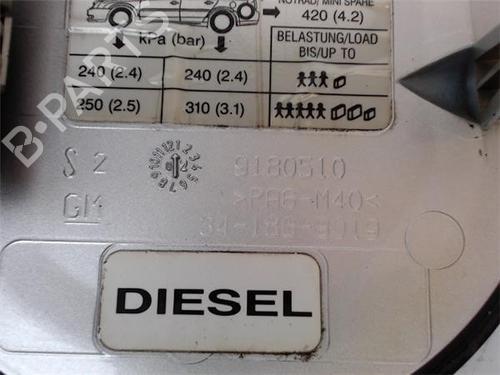 NOTRAD/MINI SPARE
420 (4.2)
kPa (bar)
BELASTUNG/LOAD
BIS/UP TO
240 (2.4) 240 (2.4)
250 (2.5) 310 (3.1)
S 2
9180510
GM
>PA6-M40<
DIESEL
B-PARTS